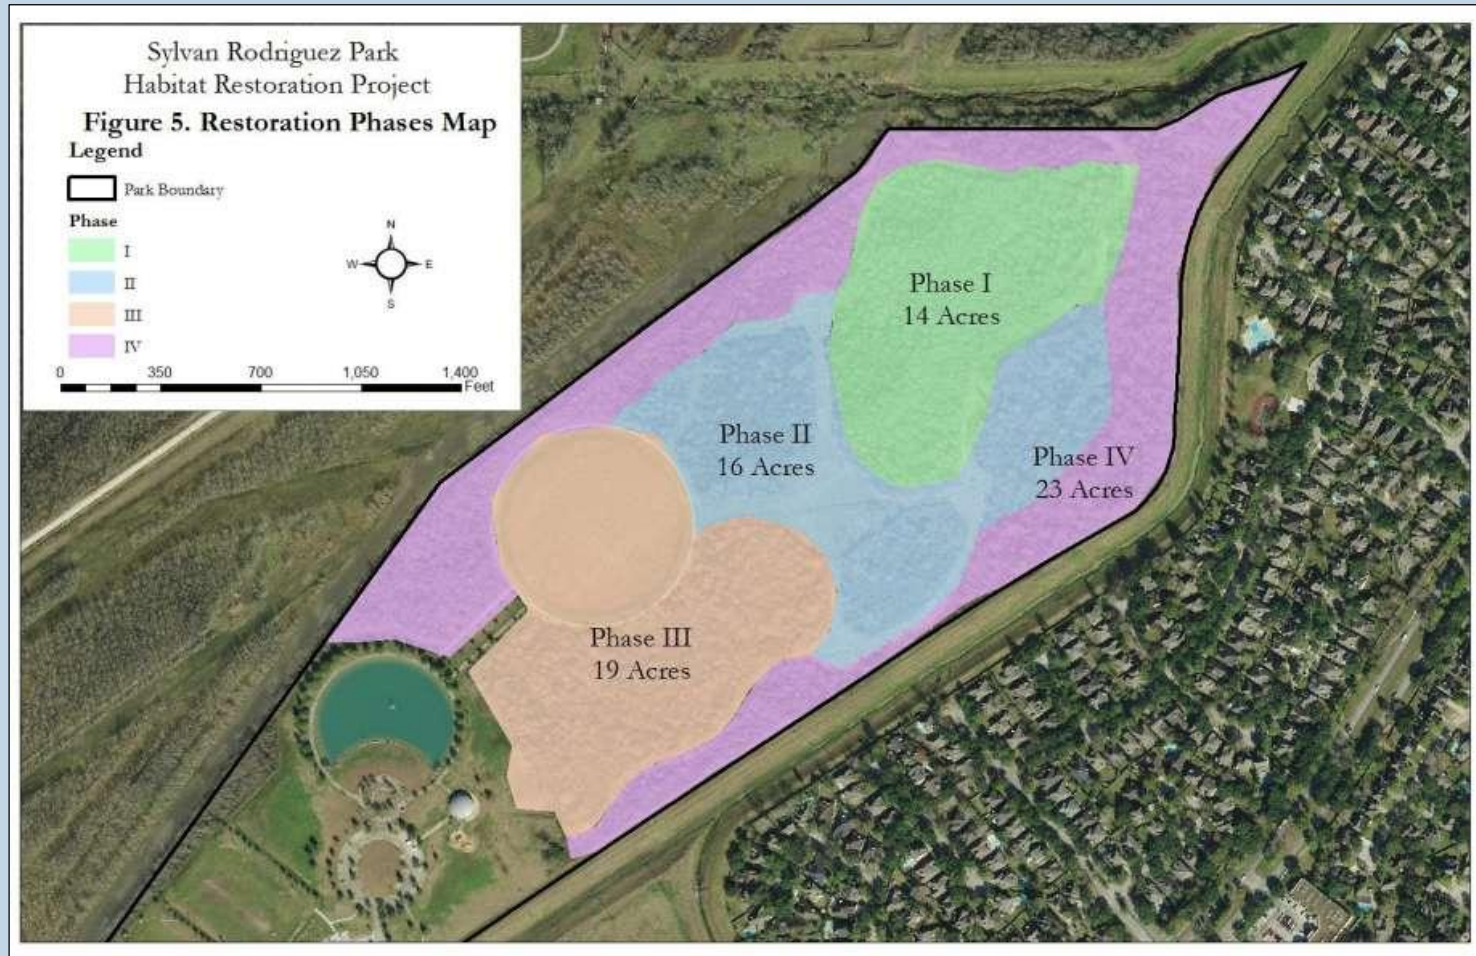 Sylvan Rodriguez Park
Habitat Restoration Project
Figure 5. Restoration Phases Map
Legend
Park Boundary
Phase
I
II
III
IV
N
W E
S
0 350 700 1,050 1,400
Feet
Phase I
14 Acres
Phase II
16 Acres
Phase IV
23 Acres
Phase III
19 Acres